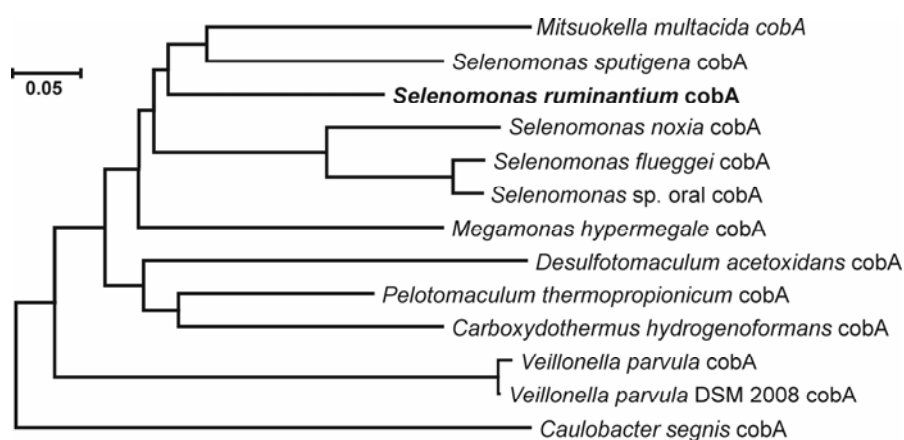 Mitsuokella multacida cobA
Selenomonas sputigena cobA
0.05
Selenomonas ruminantium cobA
Selenomonas noxia cobA
Selenomonas flueggei cobA
Selenomonas sp. oral cobA
Megamonas hypermegale cobA
Desulfotomaculum acetoxidans cobA
Pelotomaculum thermopropionicum cobA
Carboxydothermus hydrogenoformans cobA
Veillonella parvula cobA
Veillonella parvula DSM 2008 cobA
Caulobacter segnis cobA